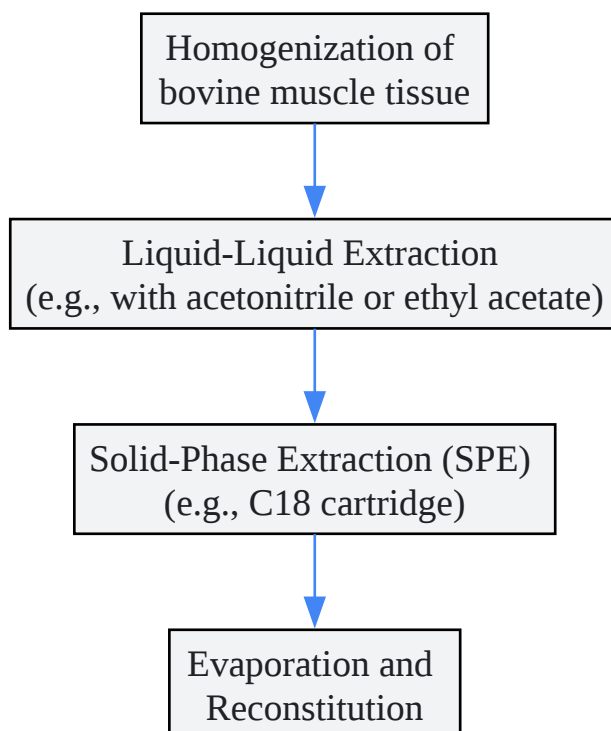 Homogenization of
bovine muscle tissue
Liquid-Liquid Extraction
(e.g., with acetonitrile or ethyl acetate)
Solid-Phase Extraction (SPE)
(e.g., C18 cartridge)
Evaporation and
Reconstitution